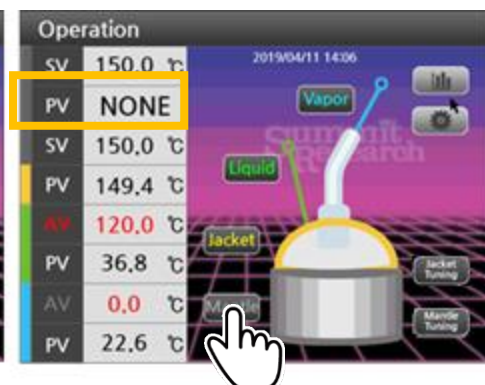 Operation
SV 150.0 ℃
PV NONE
SV 150.0 ℃
PV 149.4 ℃
AV 120.0 ℃
PV 36.8 ℃
AV 0.0 ℃
PV 22.6 ℃
2019/04/11 14:06
Vapor
Summit
Research
Liquid
Jacket
Mantle
Jacket
Tuning
Mantle
Tuning